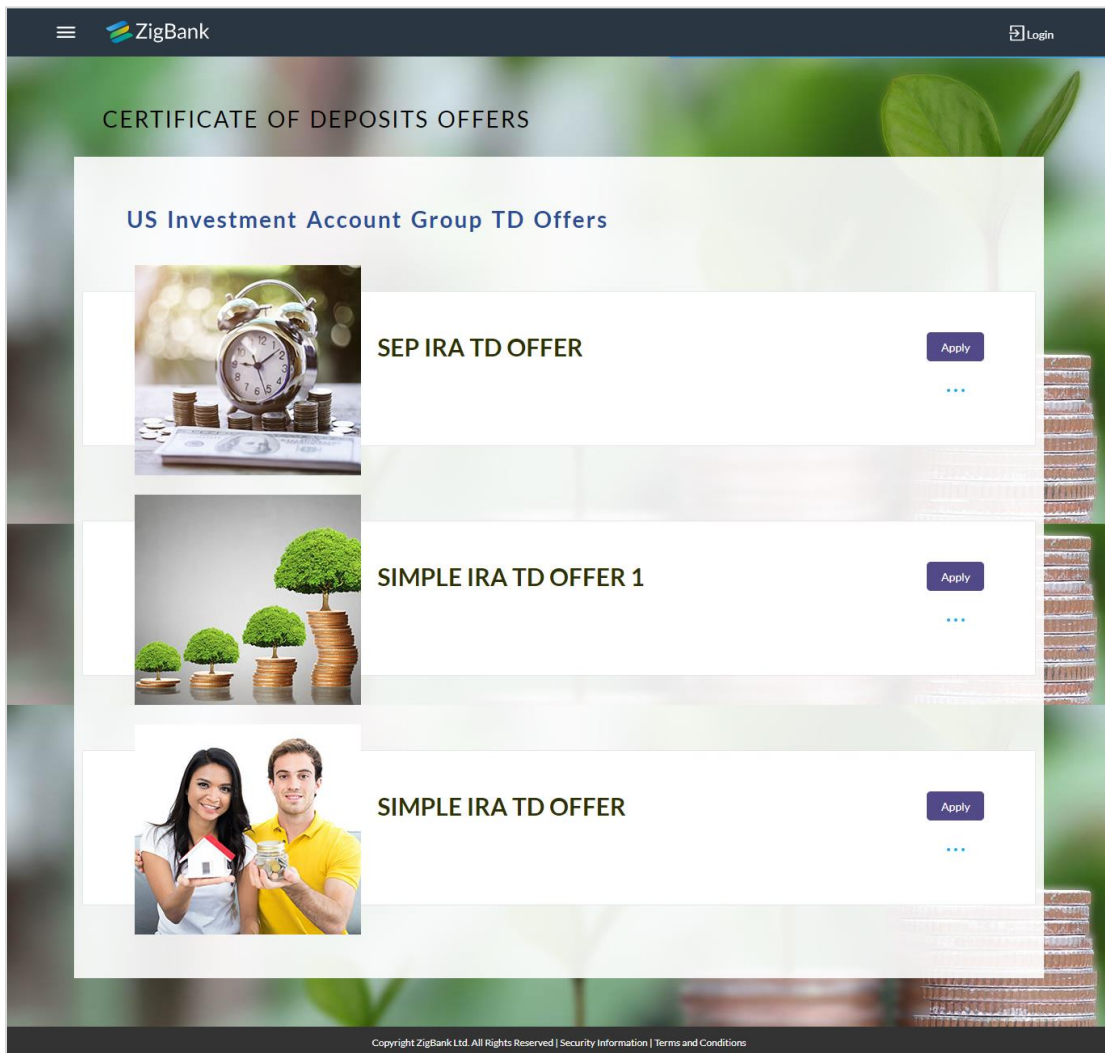 ZigBank
Login
CERTIFICATE OF DEPOSITS OFFERS
US Investment Account Group TD Offers
SEP IRA TD OFFER
Apply
...
SIMPLE IRA TD OFFER 1
Apply
...
SIMPLE IRA TD OFFER
Apply
...
Copyright ZigBank Ltd. All Rights Reserved | Security Information | Terms and Conditions